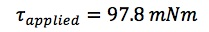 τ_applied = 97.8 mNm